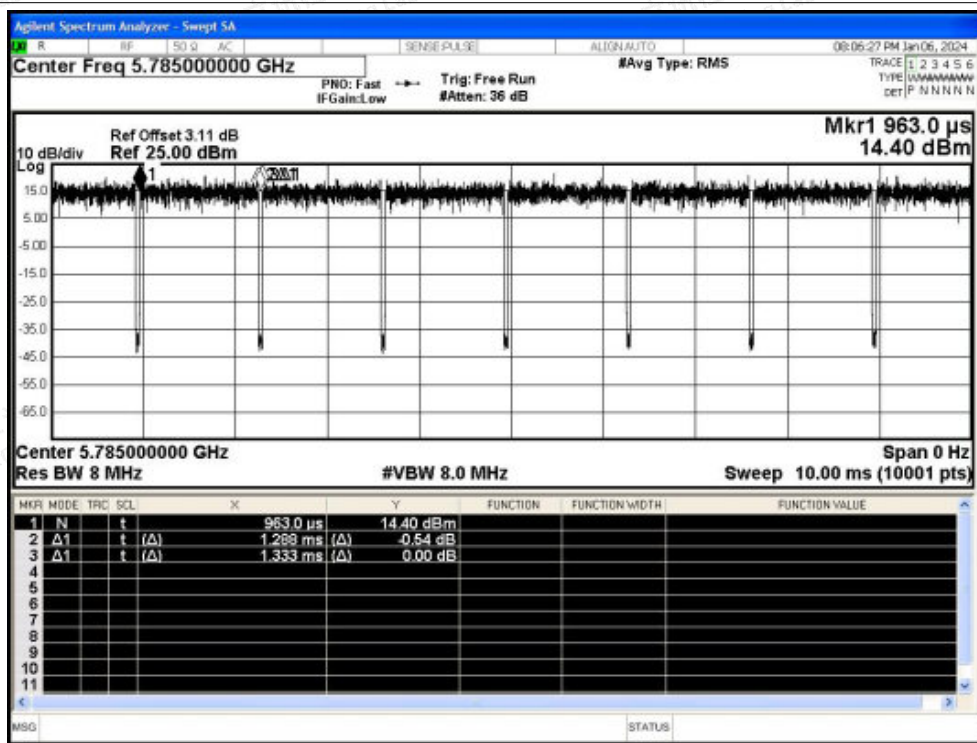 Agilent Spectrum Analyzer - Swept SA
R RF 50 Ω AC SENSE:PULSE ALIGNAUTO 08:06:27 PM Jan 06, 2024
Center Freq 5.785000000 GHz #Avg Type: RMS TRACE 1 2 3 4 5 6
PNO: Fast Trig: Free Run TYPE
IFGain:Low #Atten: 36 dB DET P N N N N N
Mkr1 963.0 µs
14.40 dBm
Ref Offset 3.11 dB
10 dB/div Ref 25.00 dBm
Log
1
15.0
5.00
-5.00
-15.0
-25.0
-35.0
-45.0
-55.0
-65.0
Center 5.785000000 GHz Span 0 Hz
Res BW 8 MHz #VBW 8.0 MHz Sweep 10.00 ms (10001 pts)
MKR MODE TRC SCL X Y FUNCTION FUNCTION WIDTH FUNCTION VALUE
1 N t 963.0 µs 14.40 dBm
2 Δ1 t (Δ) 1.288 ms (Δ) -0.54 dB
3 Δ1 t (Δ) 1.333 ms (Δ) 0.00 dB
4
5
6
7
8
9
10
11
MSG STATUS